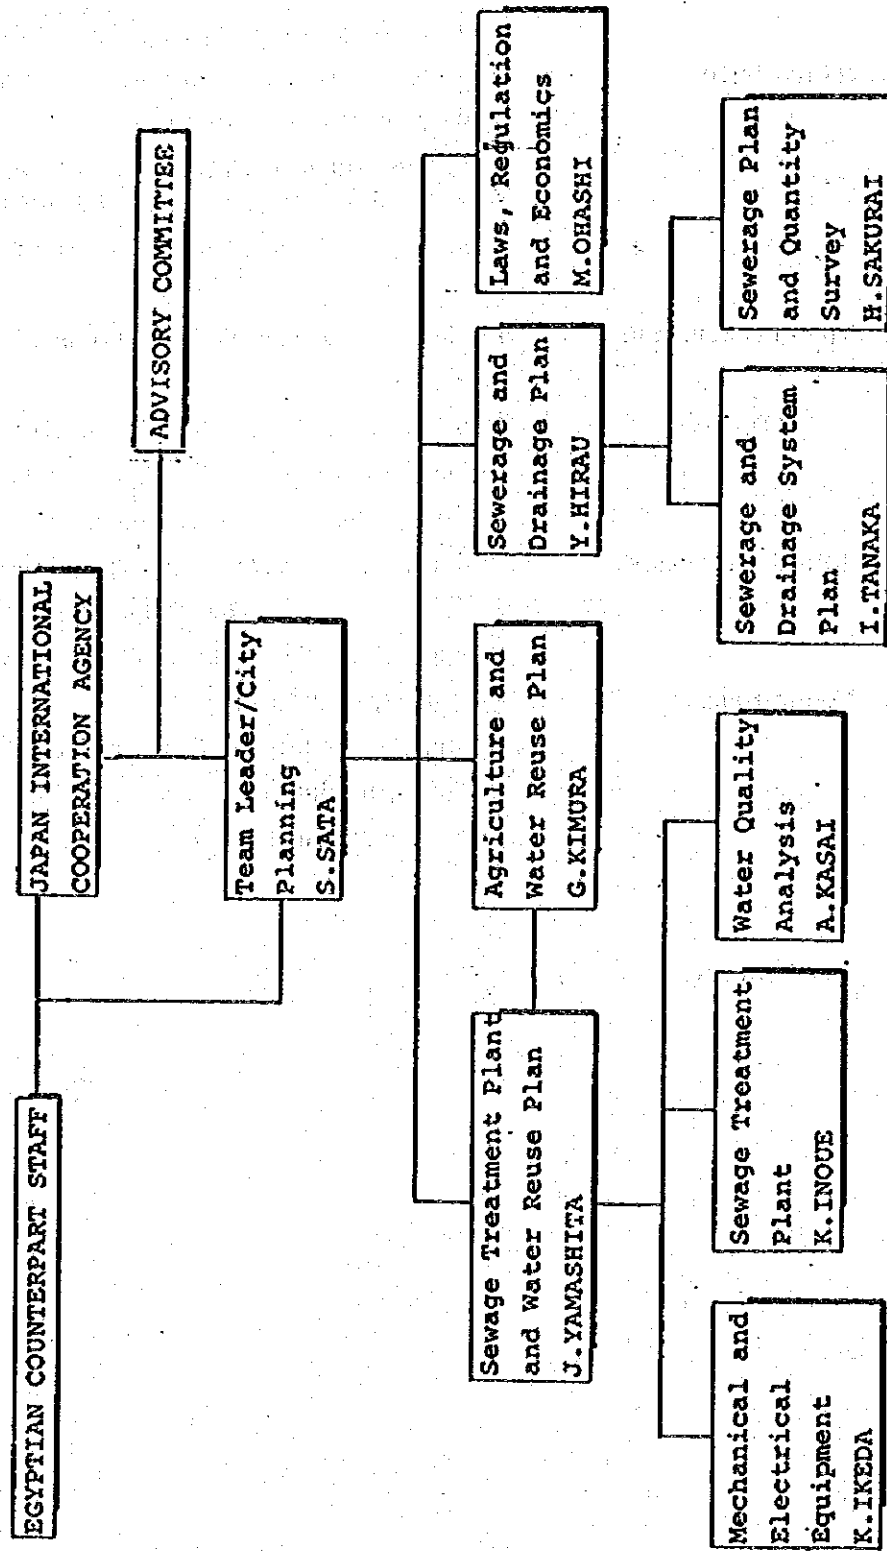 EGYPTIAN COUNTERPART STAFF
JAPAN INTERNATIONAL
COOPERATION AGENCY
ADVISORY COMMITTEE
Team Leader/City
Planning
S.SATA
Sewage Treatment Plant
and Water Reuse Plan
J.YAMASHITA
Agriculture and
Water Reuse Plan
G.KIMURA
Sewerage and
Drainage Plan
Y.HIRAU
Laws, Regulation
and Economics
M.OHASHI
Mechanical and
Electrical
Equipment
K.IKEDA
Sewage Treatment
Plant
K.INOUE
Water Quality
Analysis
A.KASAI
Sewerage and
Drainage System
Plan
I.TANAKA
Sewerage Plan
and Quantity
Survey
H.SAKURAI